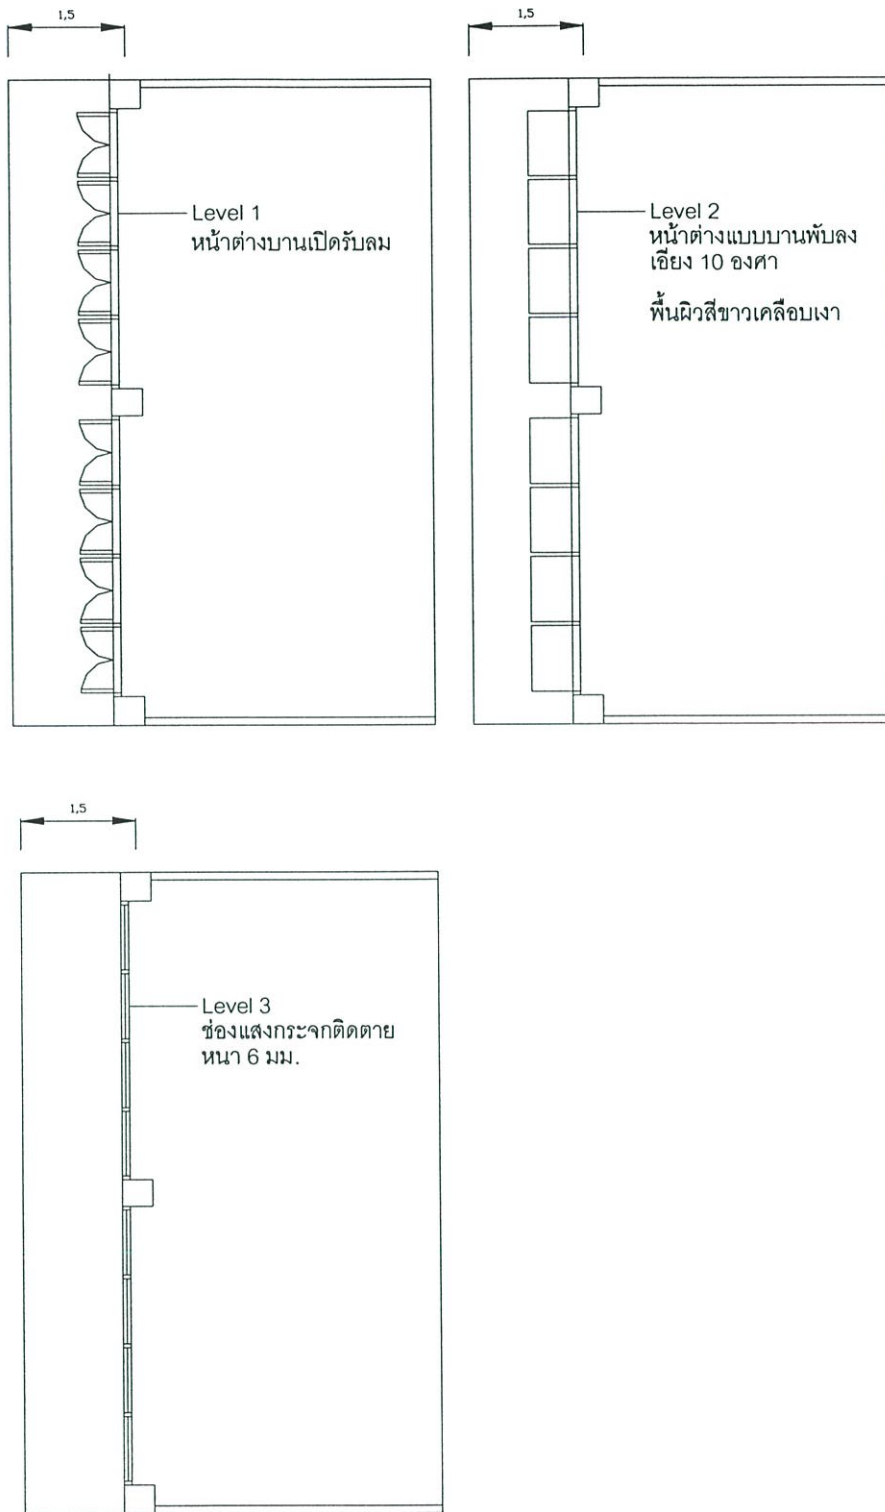 1,5
1,5
Level 1
หน้าต่างบานเปิดรับลม
Level 2
หน้าต่างแบบบานพับลง
เอียง 10 องศา
พื้นผิวสีขาวเคลือบเงา
1,5
Level 3
ช่องแสงกระจกติดตาย
หนา 6 มม.